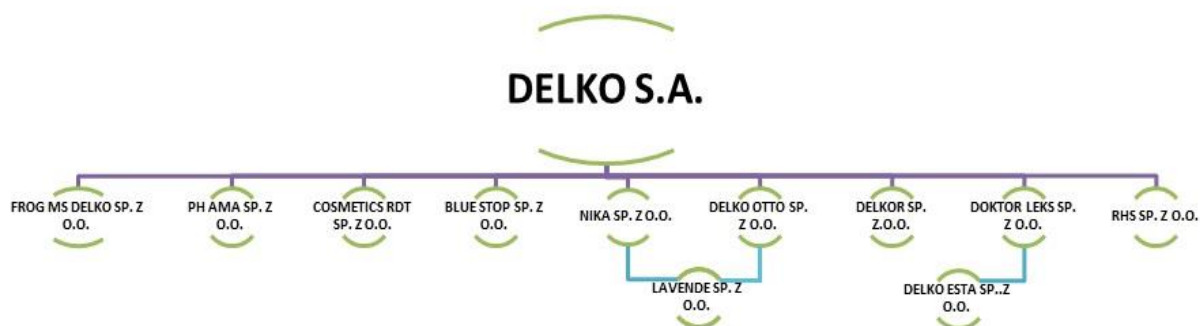 DELKO S.A.
FROG MS DELKO SP. Z
O.O.
PH AMA SP. Z
O.O.
COSMETICS RDT
SP. Z O.O.
BLUE STOP SP. Z
O.O.
NIKA SP. Z O.O.
DELKO OTTO SP.
Z O.O.
DELKOR SP.
Z.O.O.
DOKTOR LEKS SP.
Z O.O.
RHS SP. Z O.O.
LAVENDE SP. Z
O.O.
DELKO ESTA SP..Z
O.O.